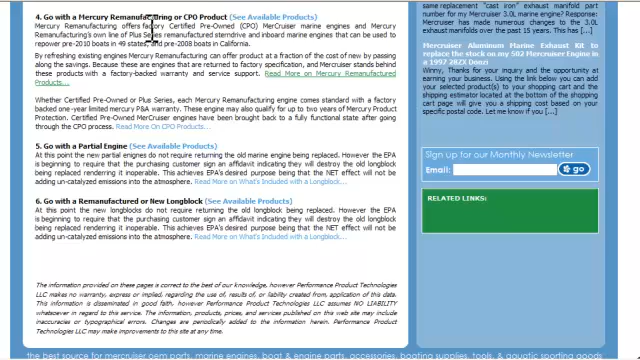 4. Go with a Mercury Remanufacturing or CPO Product (See Available Products)
Mercury Remanufacturing offers factory Certified Pre-Owned (CPO) MerCruiser marine engines and Mercury
Remanufacturing's own line of Plus Series remanufactured sterndrive and inboard marine engines that can be used to
repower pre-2010 boats in 49 states, and pre-2008 boats in California.
By refreshing existing engines Mercury Remanufacturing can offer product at a fraction of the cost of new by passing
along the savings. Because these are engines that are returned to factory specification, and Mercury stands behind
these products with a factory-backed warranty and service support. Read More on Mercury Remanufactured
Products...
Whether Certified Pre-Owned or Plus Series, each Mercury Remanufacturing engine comes standard with a factory
backed one-year limited mercury P&A warranty. These engine may also qualify for up to two years of Mercury Product
Protection. Certified Pre-Owned MerCruiser engines have been brought back to a fully functional state after going
through the CPO process. Read More On CPO Products...
5. Go with a Partial Engine (See Available Products)
At this point the new partial engines do not require returning the old marine engine being replaced. However the EPA
is beginning to require that the purchasing customer sign an affidavit indicating they will destroy the old longblock
being replaced rendering it inoperable. This achieves EPA's desired purpose being that the NET effect will not be
adding un-catalyzed emissions into the atmosphere. Read More on What's Included with a Longblock...
6. Go with a Remanufactured or New Longblock (See Available Products)
At this point the new longblocks do not require returning the old marine engine being replaced. However the EPA
is beginning to require that the purchasing customer sign an affidavit indicating they will destroy the old longblock
being replaced rendering it inoperable. This achieves EPA's desired purpose being that the NET effect will not be
adding un-catalyzed emissions into the atmosphere. Read More on What's Included with a Longblock...
The information provided on these pages is correct to the best of our knowledge, however Performance Product Technologies
LLC makes no warranty, express or implied, regarding the use of, results of, or liability created from, application of this data.
This information is disseminated in good faith, however Performance Product Technologies LLC assumes NO LIABILITY
whatsoever in regard to this service. The information, products, prices, and services published on this web site may include
inaccuracies or typographical errors. Changes are periodically added to the information herein. Performance Product
Technologies LLC may make improvements to this site at any time.
same replacement "cast iron" exhaust manifold part
number for my Mercruiser 3.0L marine engine? Response:
Mercruiser has made numerous changes to the 3.0L
exhaust manifolds over the past 15 years. This has [...]
Mercruiser Aluminum Marine Exhaust Kit to
replace the stock on my 502 Mercruiser Engine in
a 1997 28ZX Donzi
Winny, Thanks for your inquiry and the opportunity at
earning your business. Using the link below you can add
your selected product(s) to your shopping cart and the
shipping estimator located at the bottom of the shopping
cart page will give you a shipping cost based on your
specific postal code. Let me know if you [...]
Sign up for our Monthly Newsletter
Email: go
RELATED LINKS:
the best source for mercruiser oem parts, marine engines, boat & engine parts, accessories, boating supplies, tools, & aquatic sporting goods